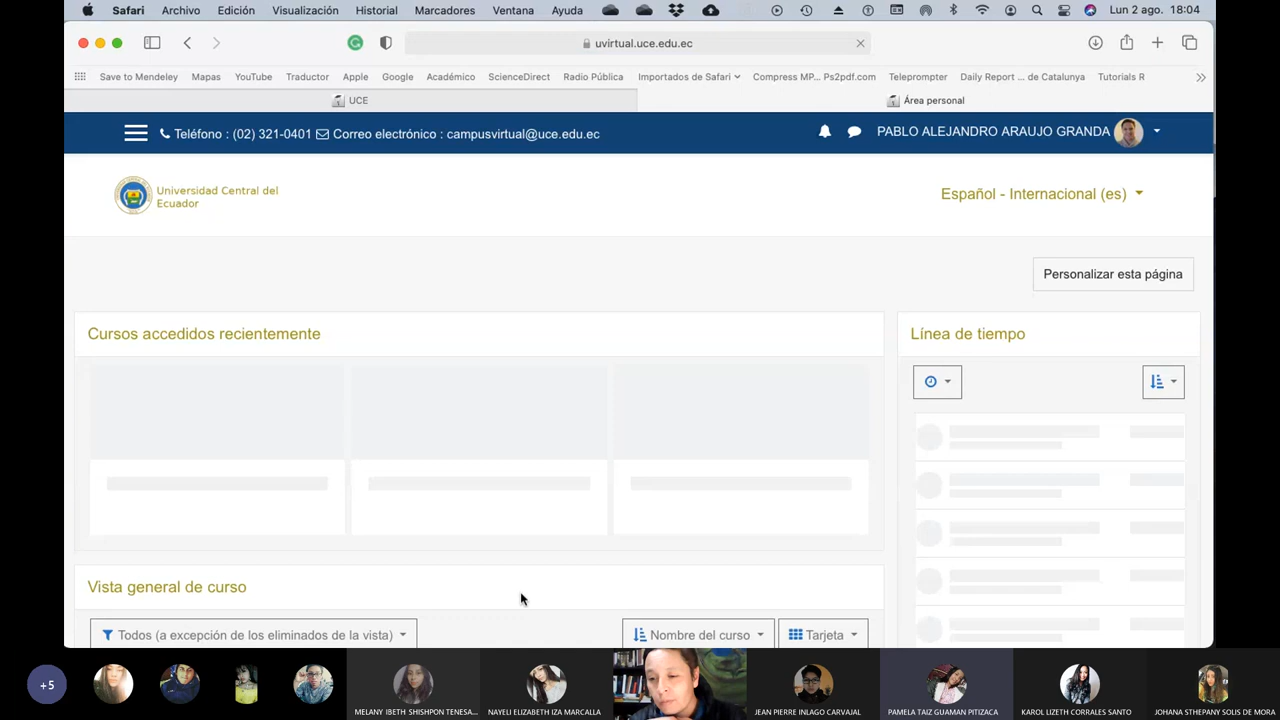 Safari Archivo Edición Visualización Historial Marcadores Ventana Ayuda Lun 2 ago. 18:04
uvirtual.uce.edu.ec
Save to Mendeley Mapas YouTube Traductor Apple Google Académico ScienceDirect Radio Pública Importados de Safari Compress MP... Ps2pdf.com Teleprompter Daily Report ... de Catalunya Tutorials R
UCE Área personal
Teléfono : (02) 321-0401 Correo electrónico : campusvirtual@uce.edu.ec PABLO ALEJANDRO ARAUJO GRANDA
Universidad Central del
Ecuador
Español - Internacional (es)
Personalizar esta página
Cursos accedidos recientemente Línea de tiempo
Vista general de curso
Todos (a excepción de los eliminados de la vista) Nombre del curso Tarjeta
+5
MELANY JBETH SHISHPON TENESA... NAYELI ELIZABETH IZA MARCALLA JEAN PIERRE INLAGO CARVAJAL PAMELA TAIZ GUAMAN PITIZACA KAROL LIZETH CORRALES SANTO JOHANA STHEPANY SOLIS DE MORA